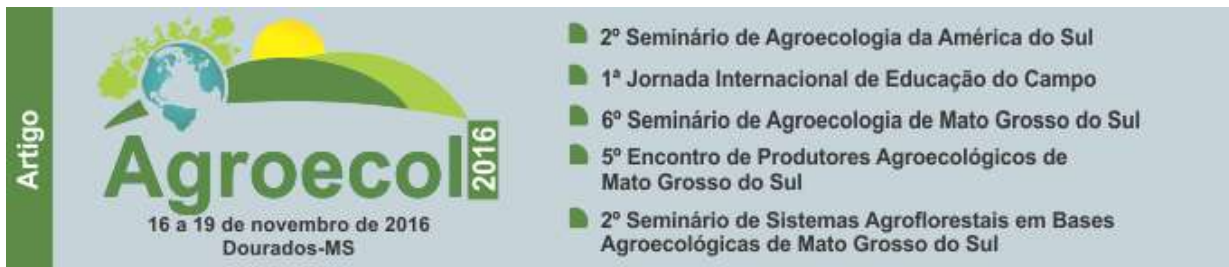 Artigo
Agroecol
2016
16 a 19 de novembro de 2016
Dourados-MS
2º Seminário de Agroecologia da América do Sul
1ª Jornada Internacional de Educação do Campo
6º Seminário de Agroecologia de Mato Grosso do Sul
5º Encontro de Produtores Agroecológicos de
Mato Grosso do Sul
2º Seminário de Sistemas Agroflorestais em Bases
Agroecológicas de Mato Grosso do Sul